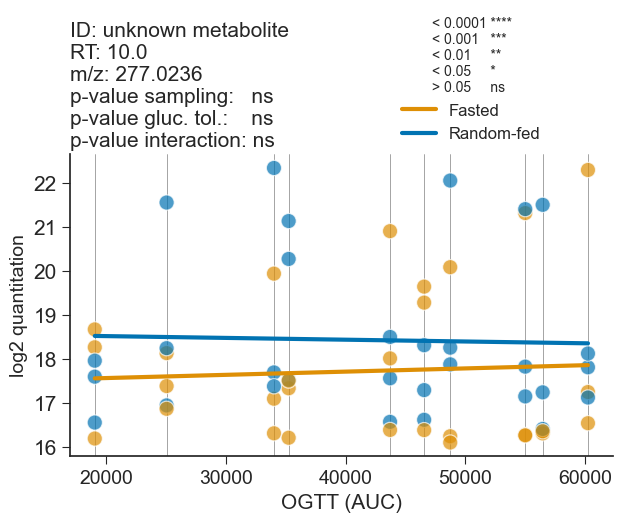 ID: unknown metabolite
RT: 10.0
m/z: 277.0236
p-value sampling: ns
p-value gluc. tol.: ns
p-value interaction: ns
< 0.0001 ****
< 0.001 ***
< 0.01 **
< 0.05 *
> 0.05 ns
Fasted
Random-fed
log2 quantitation
22
21
20
19
18
17
16
20000 30000 40000 50000 60000
OGTT (AUC)